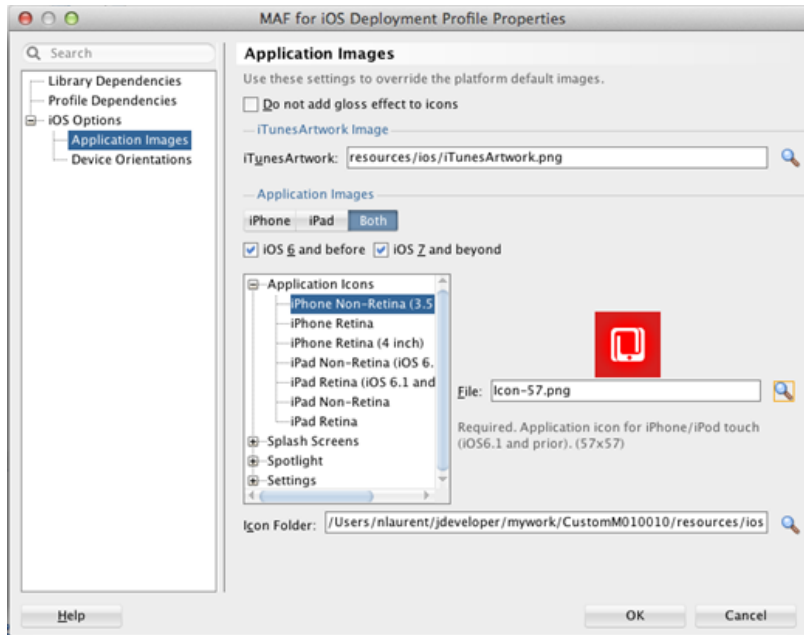 MAF for iOS Deployment Profile Properties
Search
Library Dependencies
Profile Dependencies
iOS Options
Application Images
Device Orientations
Application Images
Use these settings to override the platform default images.
Do not add gloss effect to icons
iTunesArtwork Image
iTunesArtwork: resources/ios/iTunesArtwork.png
Application Images
iPhone iPad Both
iOS 6 and before iOS 7 and beyond
Application Icons
iPhone Non-Retina (3.5
iPhone Retina
iPhone Retina (4 inch)
iPad Non-Retina (iOS 6.
iPad Retina (iOS 6.1 and
iPad Non-Retina
iPad Retina
Splash Screens
Spotlight
Settings
File: Icon-57.png
Required. Application icon for iPhone/iPod touch
(iOS6.1 and prior). (57x57)
Icon Folder: /Users/nlaurent/jdeveloper/mywork/CustomM010010/resources/ios
Help OK Cancel